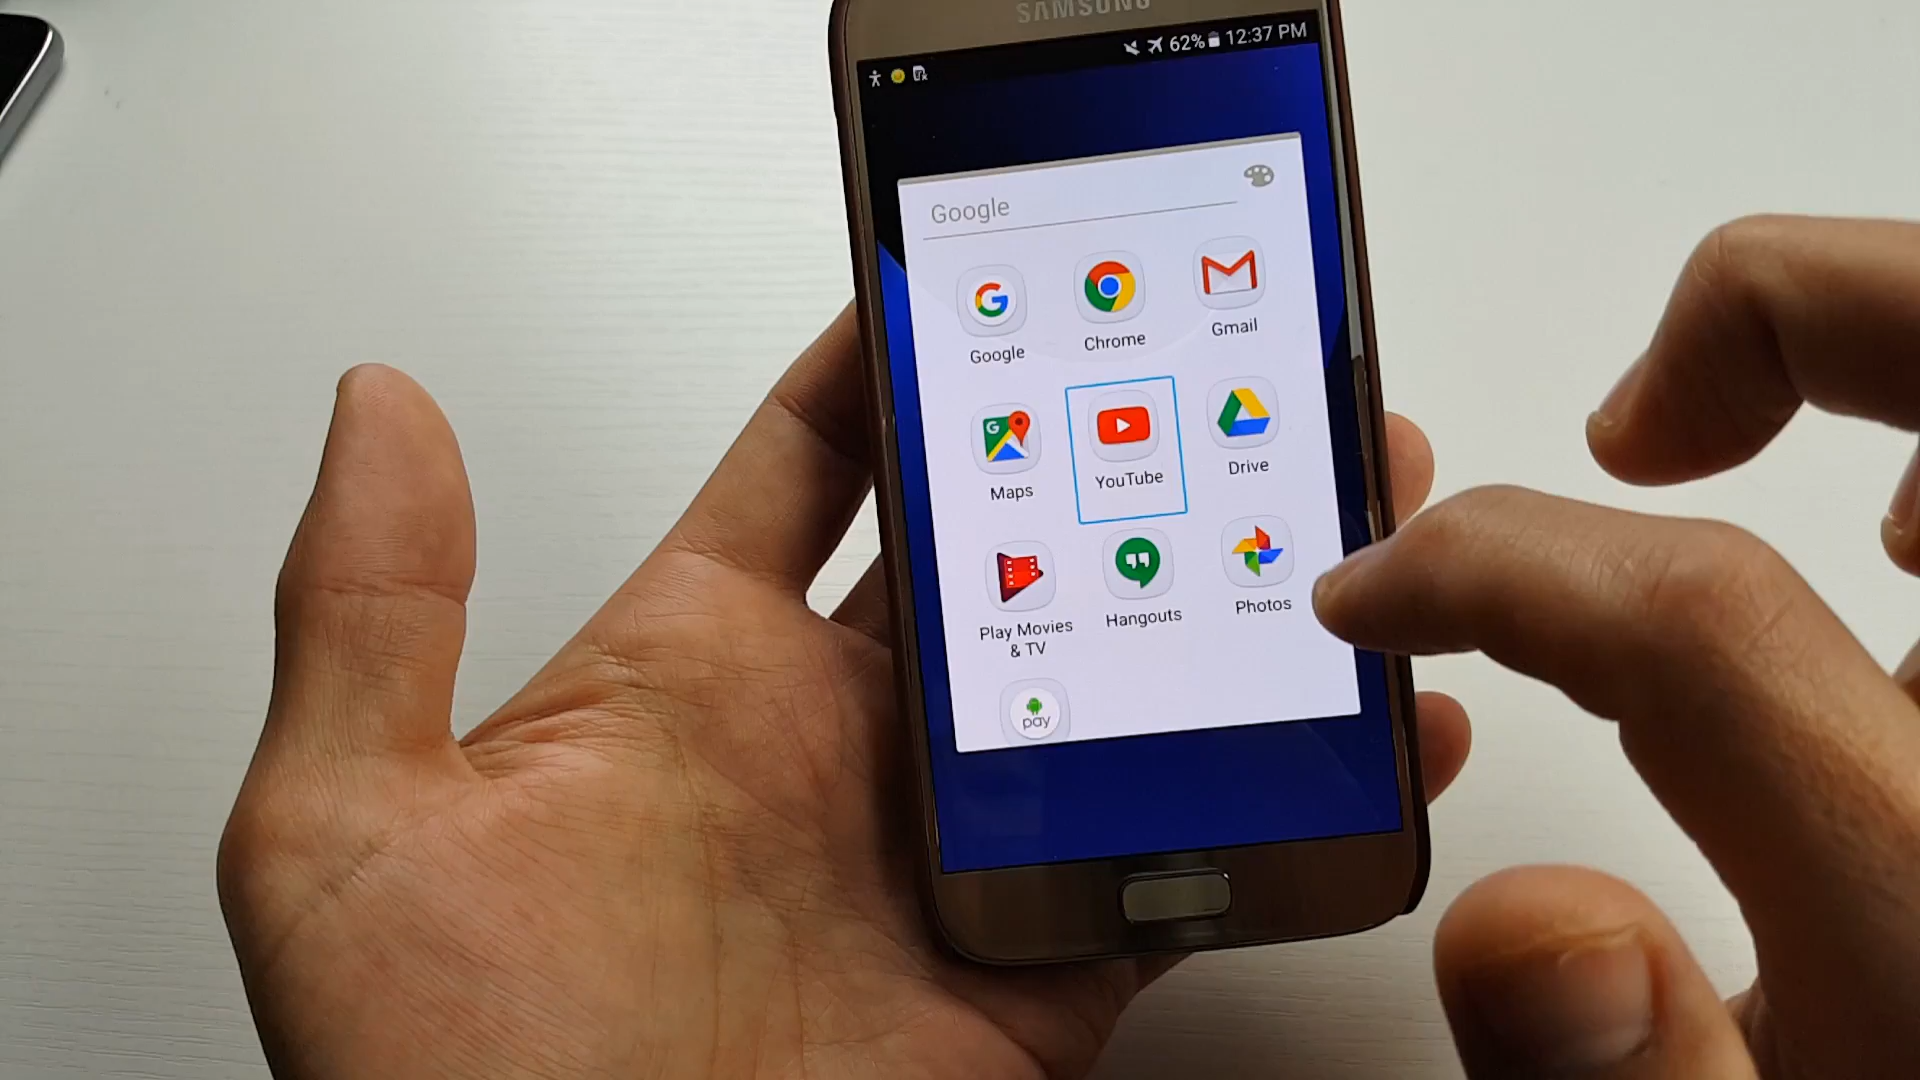 SAMSUNG
62% 12:37 PM
Google
Google
Chrome
Gmail
G
Maps
YouTube
Drive
Play Movies
& TV
Hangouts
Photos
pay